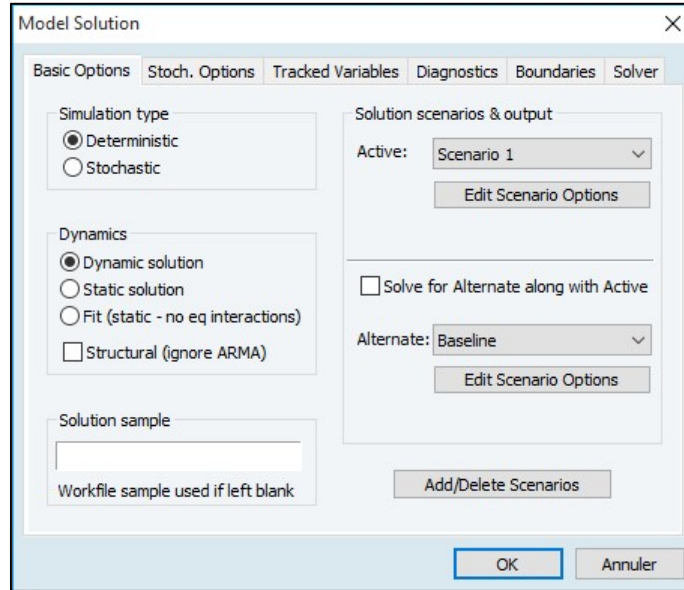 Model Solution
Basic Options
Stoch. Options
Tracked Variables
Diagnostics
Boundaries
Solver
Simulation type
Deterministic
Stochastic
Dynamics
Dynamic solution
Static solution
Fit (static - no eq interactions)
Structural (ignore ARMA)
Solution sample
Workfile sample used if left blank
Solution scenarios & output
Active:
Scenario 1
Edit Scenario Options
Solve for Alternate along with Active
Alternate:
Baseline
Edit Scenario Options
Add/Delete Scenarios
OK
Annuler